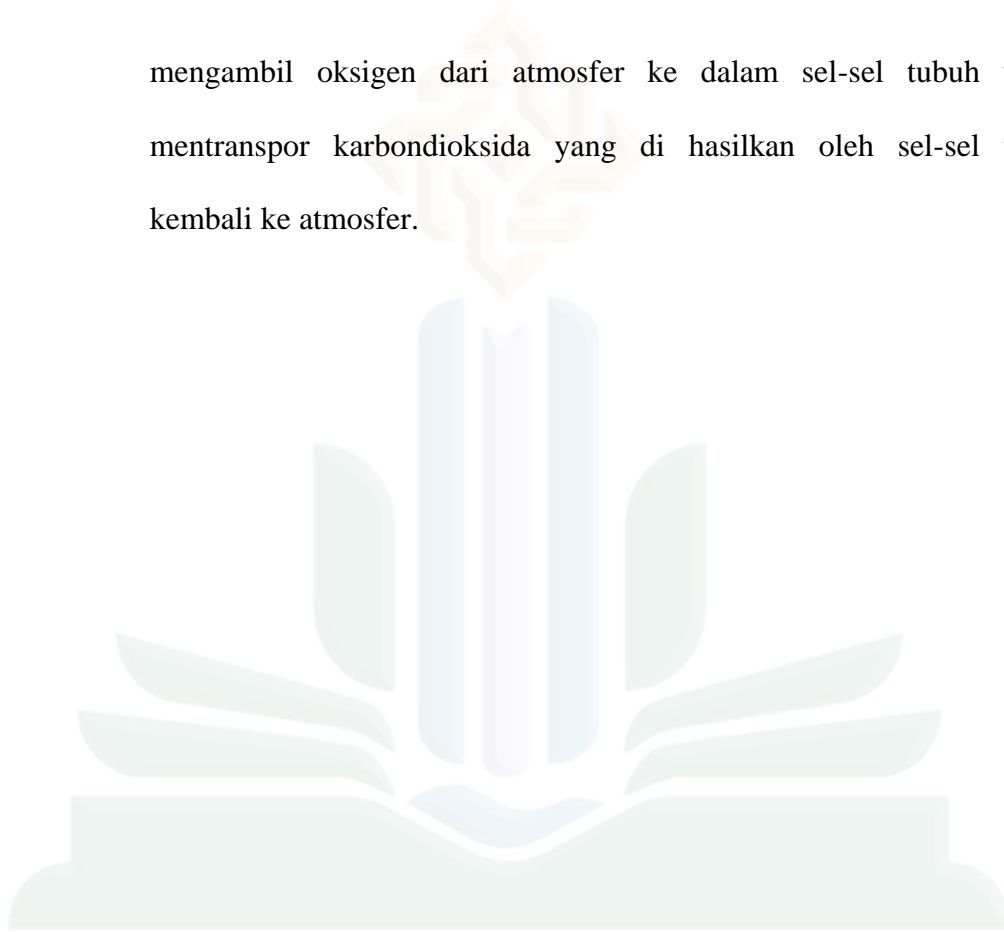 mengambil oksigen dari atmosfer ke dalam sel-sel tubuh
mentranspor karbondioksida yang di hasilkan oleh sel-sel
kembali ke atmosfer.